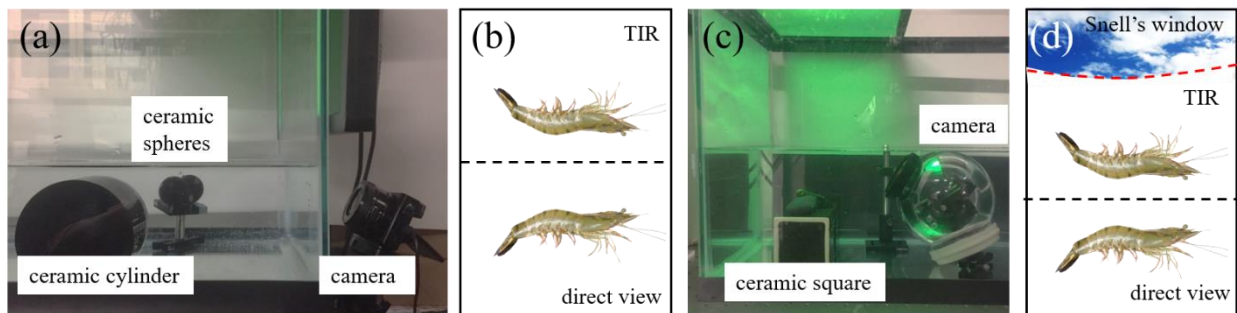 (a)
ceramic
spheres
ceramic cylinder
camera
(b)
TIR
direct view
(c)
camera
ceramic square
(d)
Snell's window
TIR
direct view